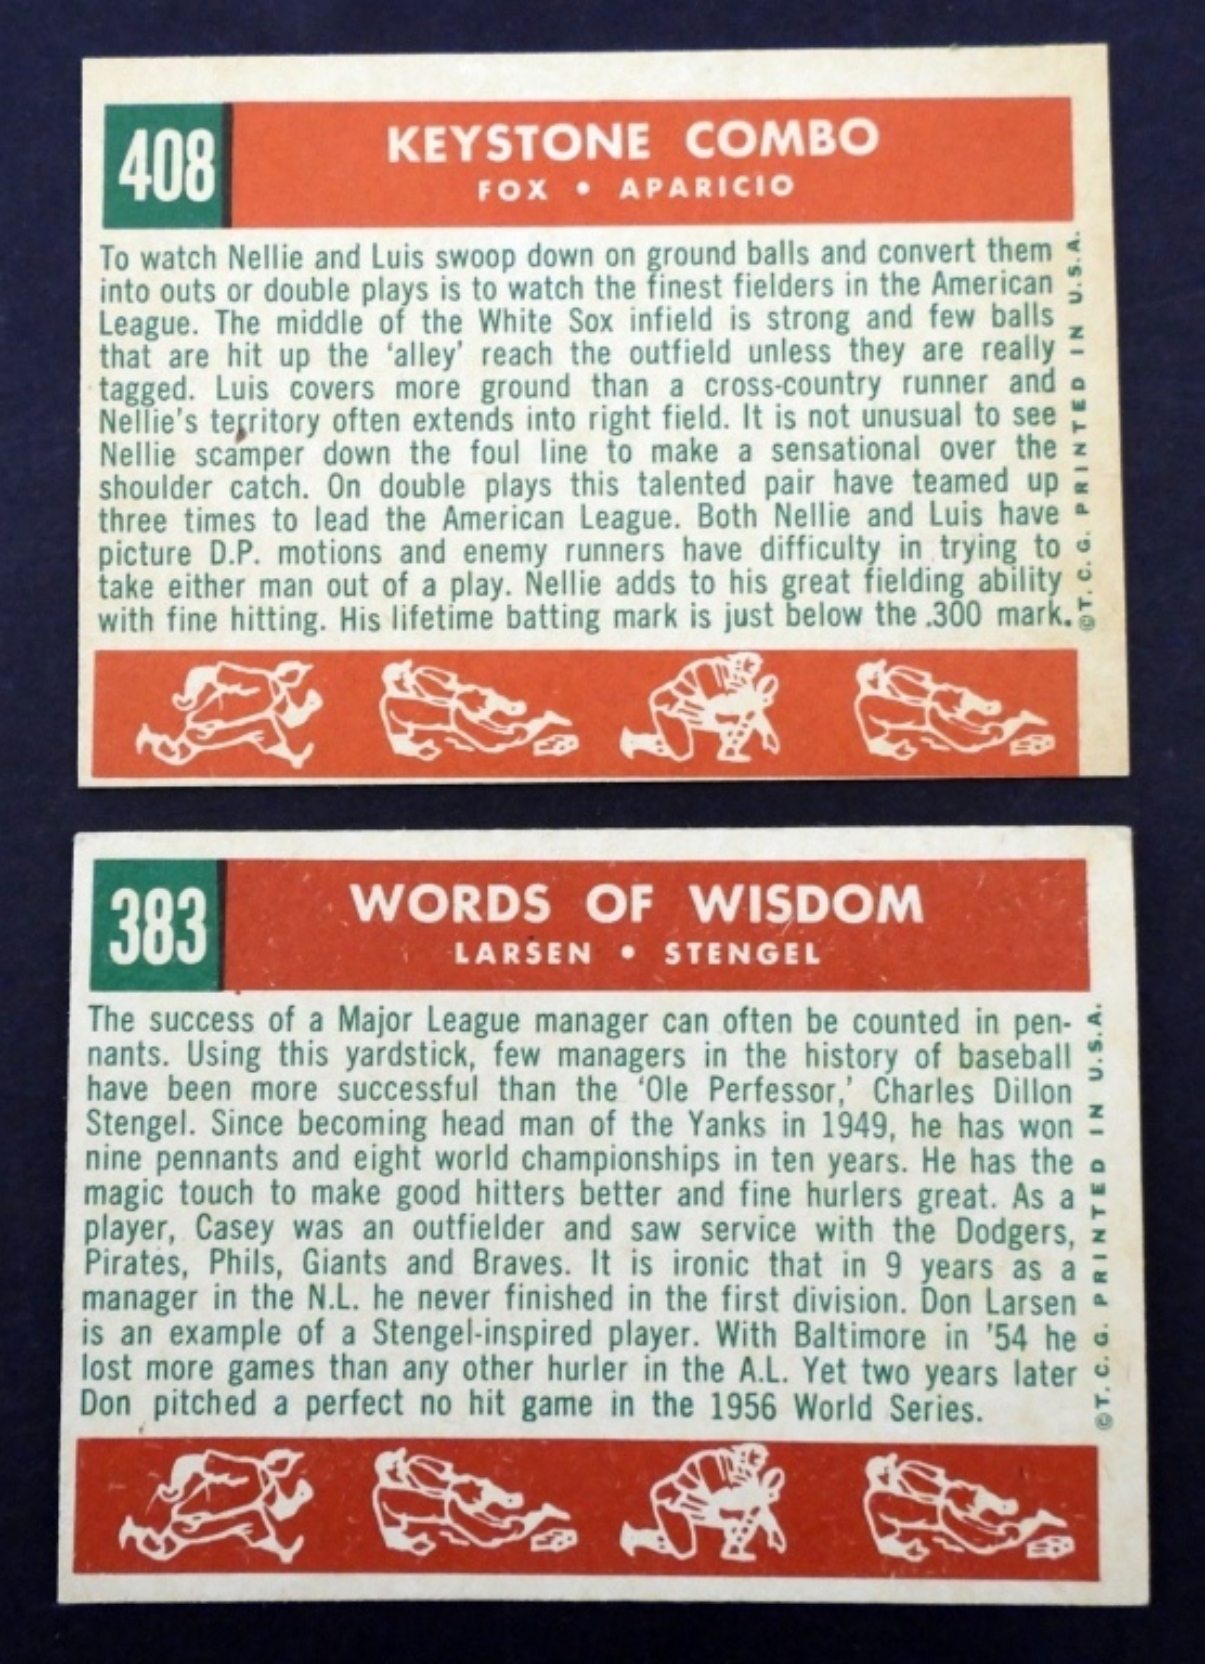 408
KEYSTONE COMBO
FOX • APARICIO
To watch Nellie and Luis swoop down on ground balls and convert them
into outs or double plays is to watch the finest fielders in the American
League. The middle of the White Sox infield is strong and few balls
that are hit up the ‘alley’ reach the outfield unless they are really
tagged. Luis covers more ground than a cross-country runner and
Nellie's territory often extends into right field. It is not unusual to see
Nellie scamper down the foul line to make a sensational over the
shoulder catch. On double plays this talented pair have teamed up
three times to lead the American League. Both Nellie and Luis have
picture D.P. motions and enemy runners have difficulty in trying to
take either man out of a play. Nellie adds to his great fielding ability
with fine hitting. His lifetime batting mark is just below the .300 mark.
©T. C. G. PRINTED IN U.S.A.
383
WORDS OF WISDOM
LARSEN • STENGEL
The success of a Major League manager can often be counted in pen-
nants. Using this yardstick, few managers in the history of baseball
have been more successful than the ‘Ole Perfessor,’ Charles Dillon
Stengel. Since becoming head man of the Yanks in 1949, he has won
nine pennants and eight world championships in ten years. He has the
magic touch to make good hitters better and fine hurlers great. As a
player, Casey was an outfielder and saw service with the Dodgers,
Pirates, Phils, Giants and Braves. It is ironic that in 9 years as a
manager in the N.L. he never finished in the first division. Don Larsen
is an example of a Stengel-inspired player. With Baltimore in '54 he
lost more games than any other hurler in the A.L. Yet two years later
Don pitched a perfect no hit game in the 1956 World Series.
©T. C. G. PRINTED IN U.S.A.